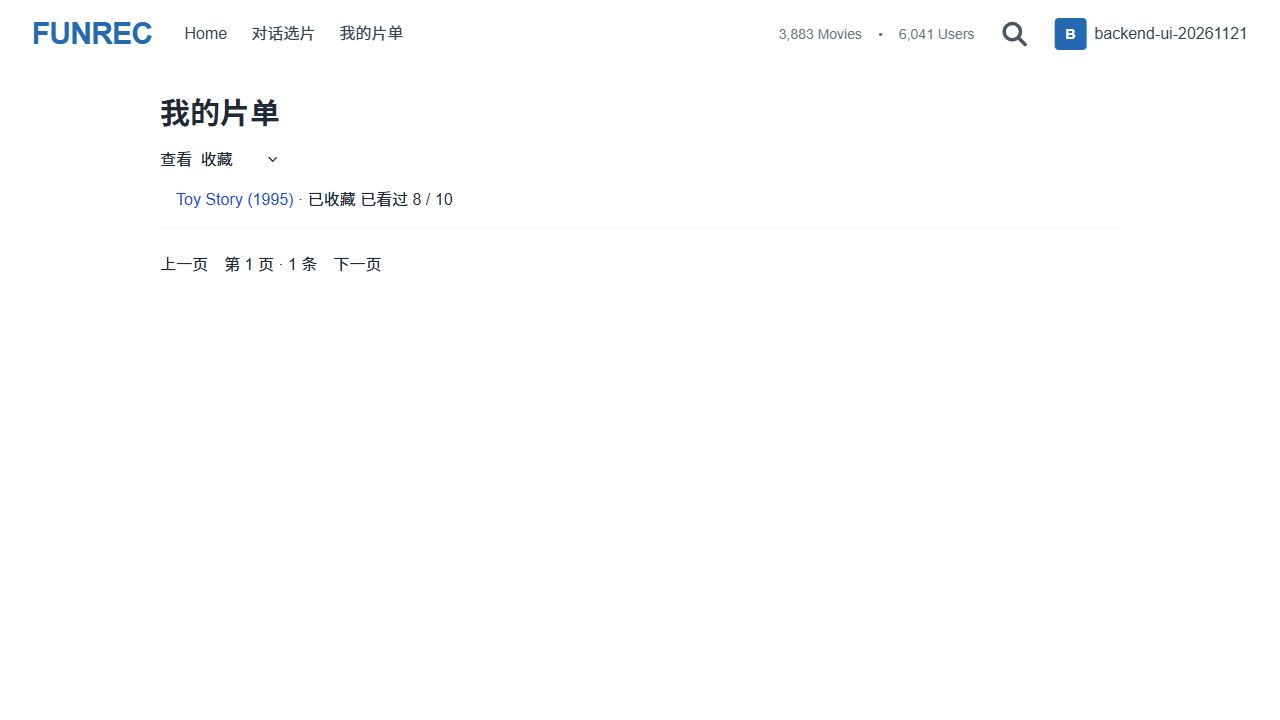 FUNREC Home 对话选片 我的片单 3,883 Movies • 6,041 Users B backend-ui-20261121
我的片单
查看 收藏
Toy Story (1995) · 已收藏 已看过 8 / 10
上一页 第 1 页 · 1 条 下一页